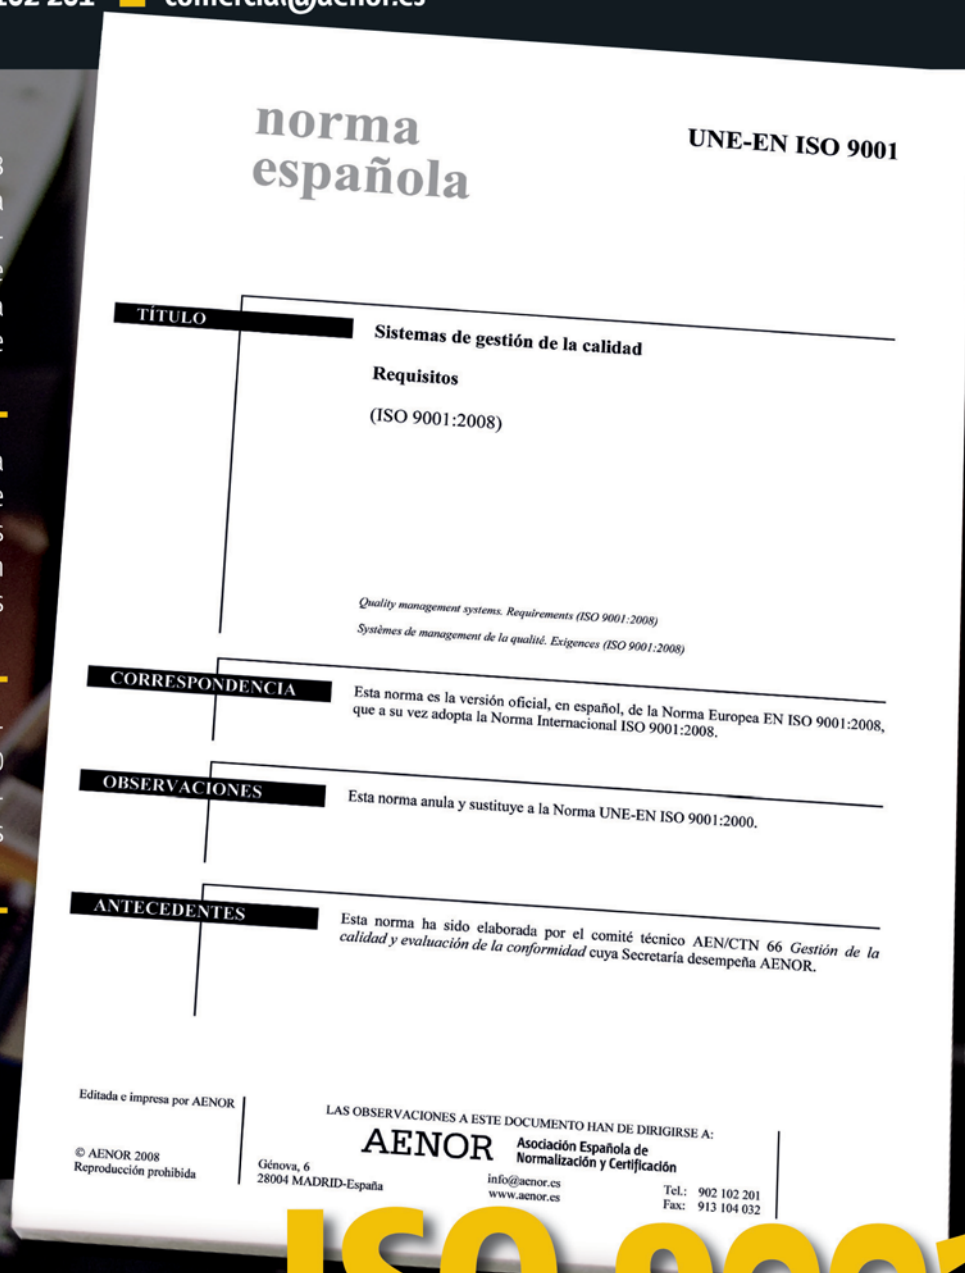 102 201 comercial@aenor.es
norma
española
UNE-EN ISO 9001
TÍTULO
Sistemas de gestión de la calidad
Requisitos
(ISO 9001:2008)
Quality management systems. Requirements (ISO 9001:2008)
Systèmes de management de la qualité. Exigences (ISO 9001:2008)
CORRESPONDENCIA
Esta norma es la versión oficial, en español, de la Norma Europea EN ISO 9001:2008,
que a su vez adopta la Norma Internacional ISO 9001:2008.
OBSERVACIONES
Esta norma anula y sustituye a la Norma UNE-EN ISO 9001:2000.
ANTECEDENTES
Esta norma ha sido elaborada por el comité técnico AEN/CTN 66 Gestión de la
calidad y evaluación de la conformidad cuya Secretaría desempeña AENOR.
Editada e impresa por AENOR
© AENOR 2008
Reproducción prohibida
LAS OBSERVACIONES A ESTE DOCUMENTO HAN DE DIRIGIRSE A:
AENOR
Asociación Española de
Normalización y Certificación
Génova, 6
28004 MADRID-España
info@aenor.es
www.aenor.es
Tel.: 902 102 201
Fax: 913 104 032
ISO 9001